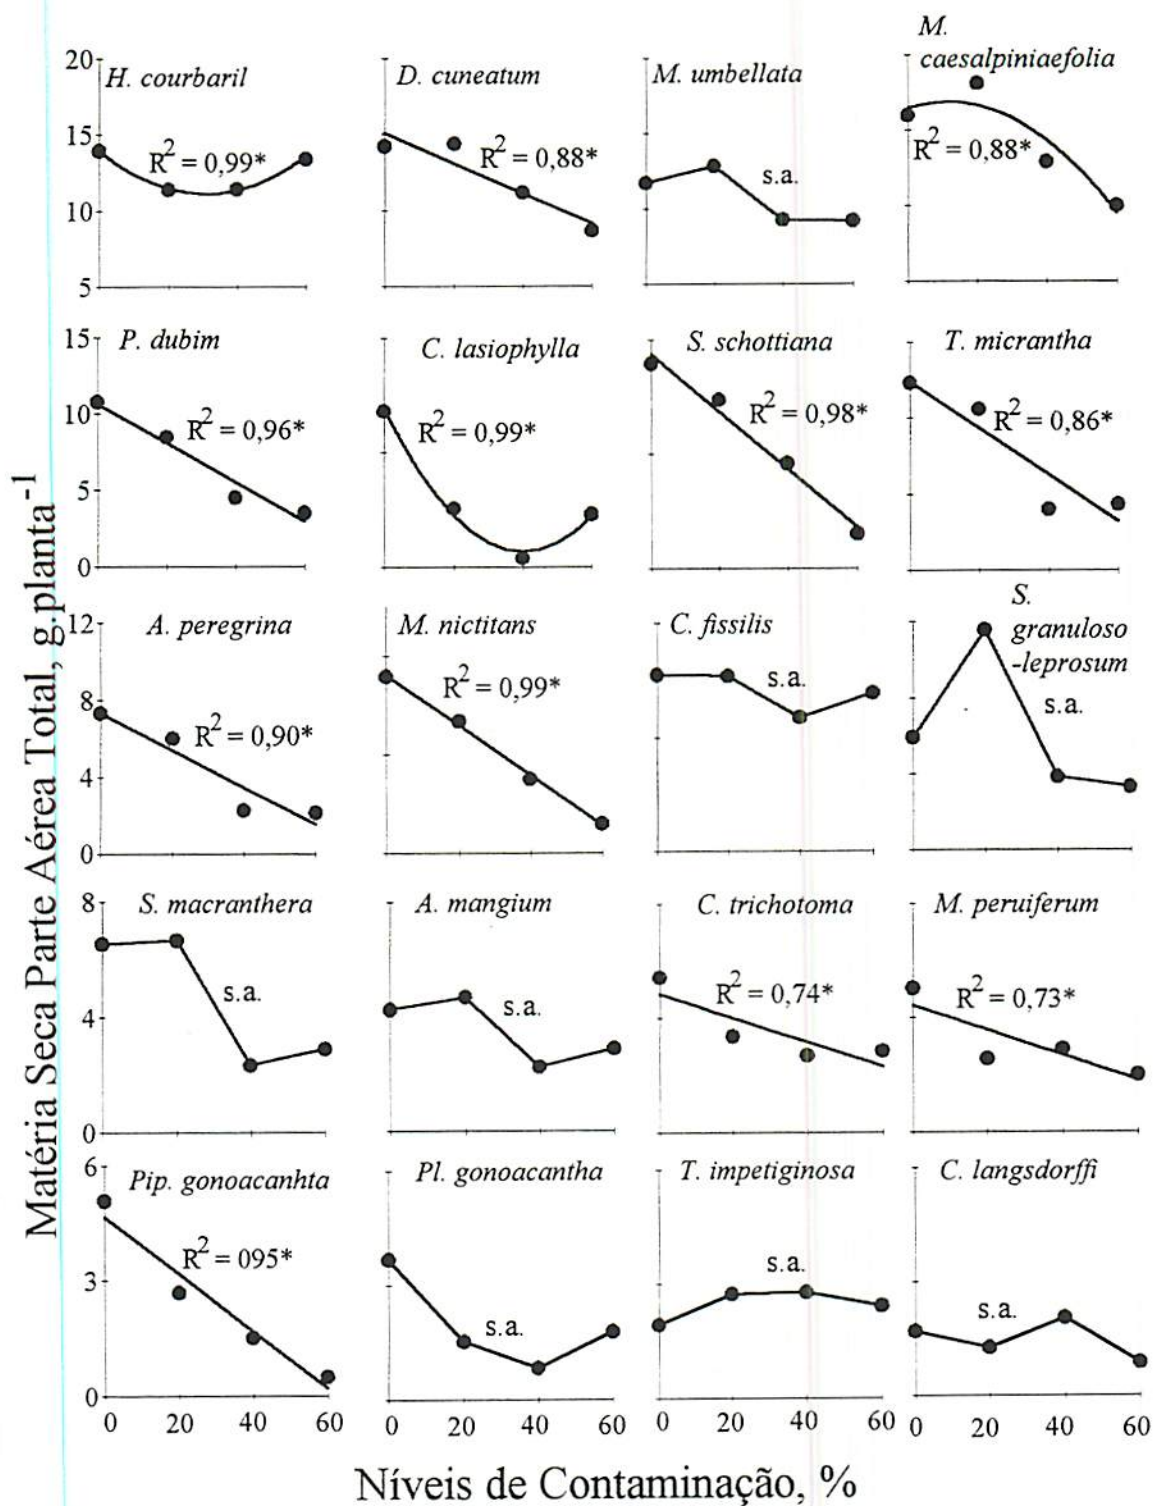 M.
caesalpiniaefolia
20
H. courbaril
D. cuneatum
M. umbellata
15
R² = 0,99*
R² = 0,88*
s.a.
R² = 0,88*
10
5
15
P. dubim
C. lasiophylla
S. schottiana
T. micrantha
10
R² = 0,96*
R² = 0,99*
R² = 0,98*
R² = 0,86*
5
0
12
A. peregrina
M. nictitans
C. fissilis
S.
granuloso
-leprosum
8
R² = 0,90*
R² = 0,99*
s.a.
s.a.
4
0
8
S. macranthera
A. mangium
C. trichotoma
M. peruiferum
s.a.
s.a.
R² = 0,74*
R² = 0,73*
4
0
6
Pip. gonoacanhta
Pl. gonoacantha
T. impetiginosa
C. langsdorffi
R² = 095*
s.a.
s.a.
s.a.
3
0
0 20 40 60
0 20 40 60
0 20 40 60
0 20 40 60
Matéria Seca Parte Aérea Total, g.planta⁻¹
Níveis de Contaminação, %